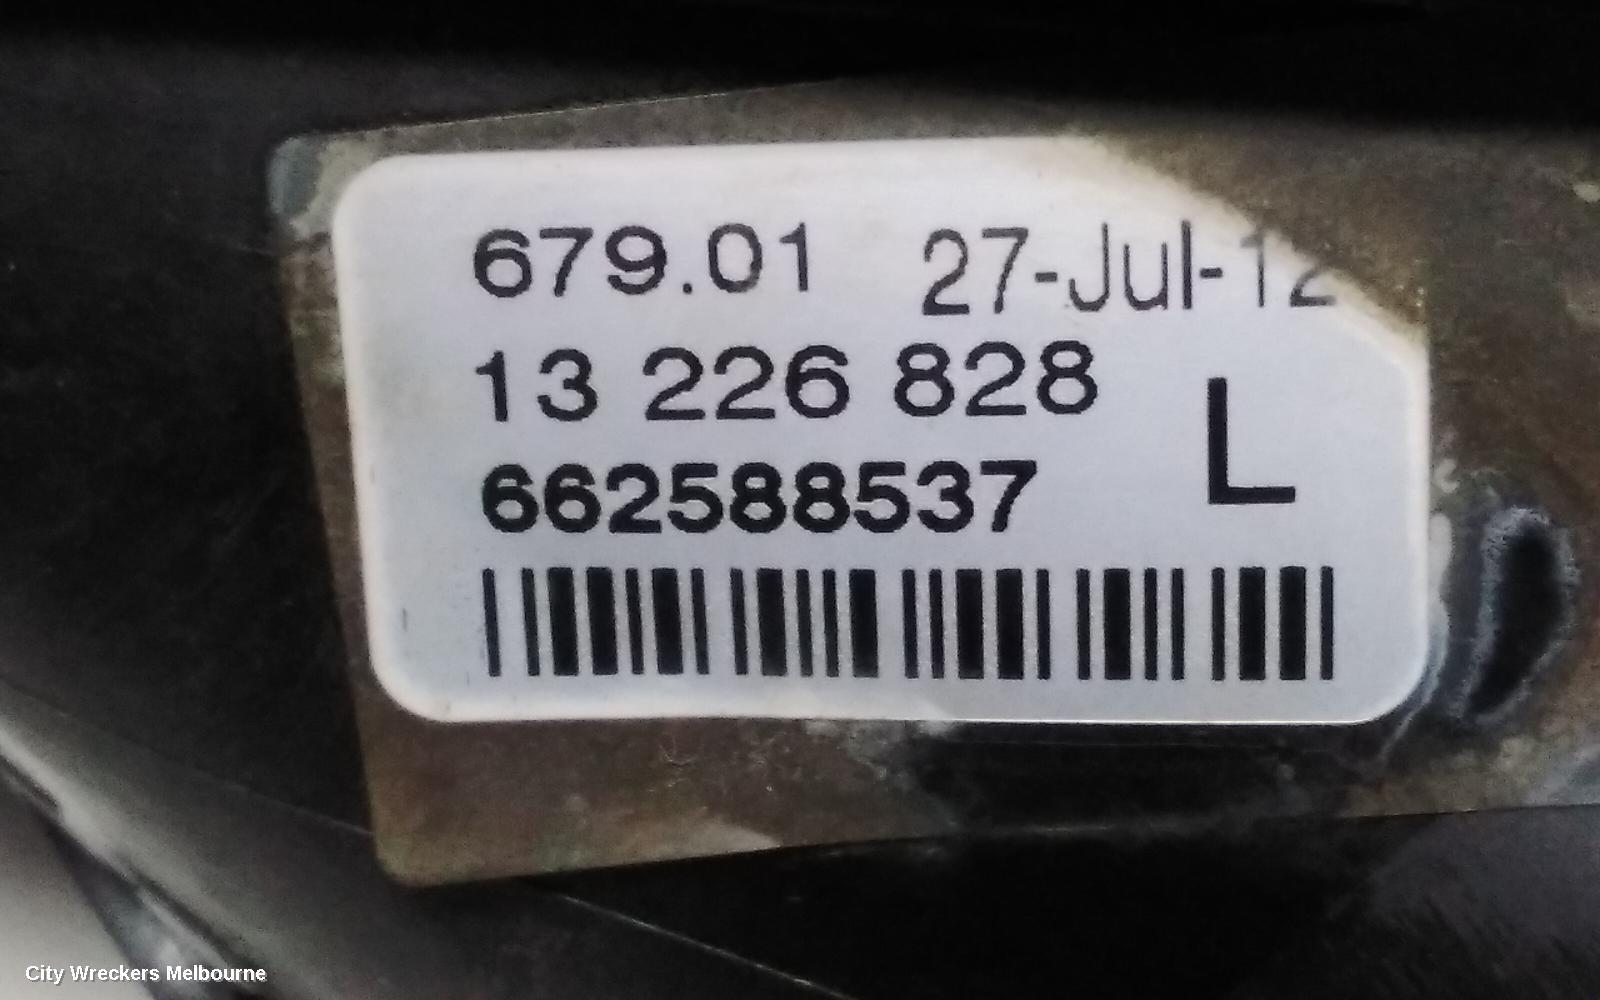 679.01 27-Jul-12
13 226 828
L
662588537
City Wreckers Melbourne